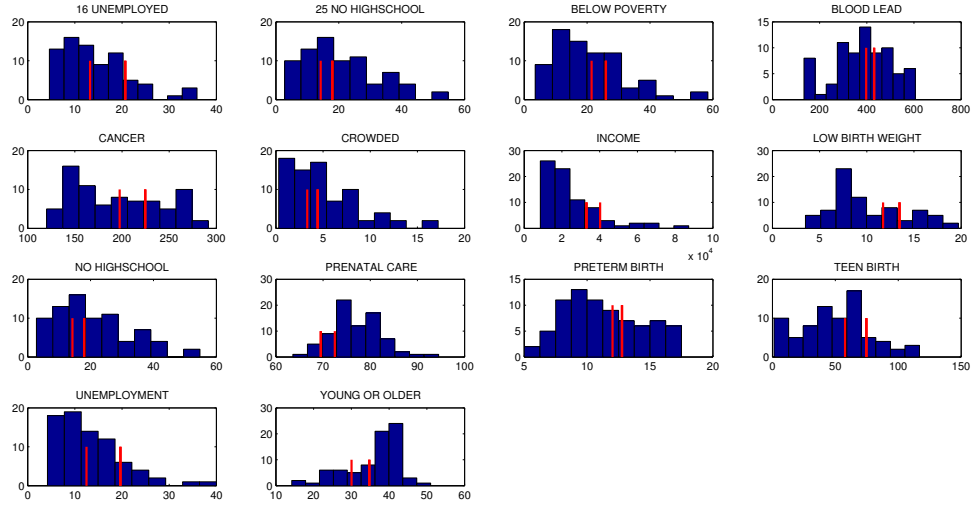 16 UNEMPLOYED
20
10
0
0 10 20 30 40
25 NO HIGHSCHOOL
20
10
0
0 20 40 60
BELOW POVERTY
20
10
0
0 20 40 60
BLOOD LEAD
15
10
5
0
200 400 600 800
CANCER
20
10
0
100 150 200 250 300
CROWDED
20
10
0
0 5 10 15 20
INCOME
30
20
10
0
0 2 4 6 8 10
x 10^4
LOW BIRTH WEIGHT
30
20
10
0
0 5 10 15 20
NO HIGHSCHOOL
20
10
0
0 20 40 60
PRENATAL CARE
30
20
10
0
60 70 80 90 100
PRETERM BIRTH
15
10
5
0
5 10 15 20
TEEN BIRTH
20
10
0
0 50 100 150
UNEMPLOYMENT
20
10
0
0 10 20 30 40
YOUNG OR OLDER
30
20
10
0
10 20 30 40 50 60